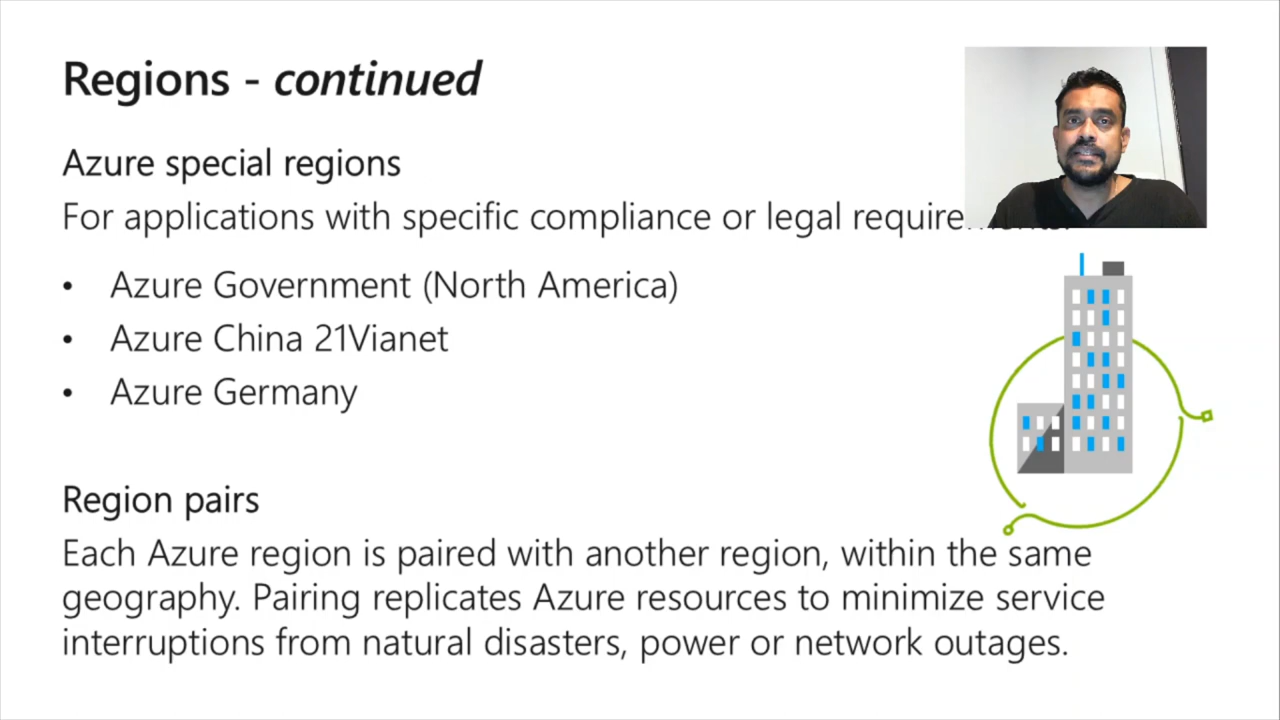 Regions - continued
Azure special regions
For applications with specific compliance or legal
• Azure Government (North America)
• Azure China 21Vianet
• Azure Germany
Region pairs
Each Azure region is paired with another region, within the same
geography. Pairing replicates Azure resources to minimize service
interruptions from natural disasters, power or network outages.